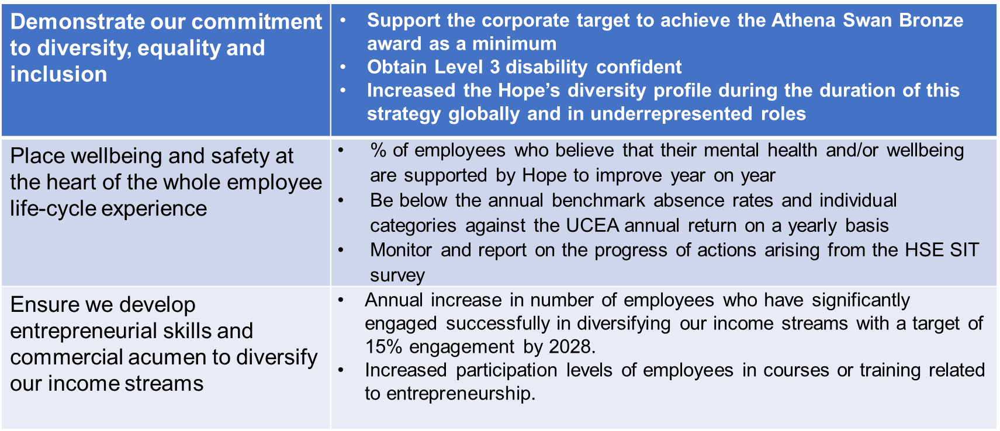 Demonstrate our commitment
to diversity, equality and
inclusion
• Support the corporate target to achieve the Athena Swan Bronze
award as a minimum
• Obtain Level 3 disability confident
• Increased the Hope’s diversity profile during the duration of this
strategy globally and in underrepresented roles
Place wellbeing and safety at
the heart of the whole employee
life-cycle experience
• % of employees who believe that their mental health and/or wellbeing
are supported by Hope to improve year on year
• Be below the annual benchmark absence rates and individual
categories against the UCEA annual return on a yearly basis
• Monitor and report on the progress of actions arising from the HSE SIT
survey
Ensure we develop
entrepreneurial skills and
commercial acumen to diversify
our income streams
• Annual increase in number of employees who have significantly
engaged successfully in diversifying our income streams with a target of
15% engagement by 2028.
• Increased participation levels of employees in courses or training related
to entrepreneurship.